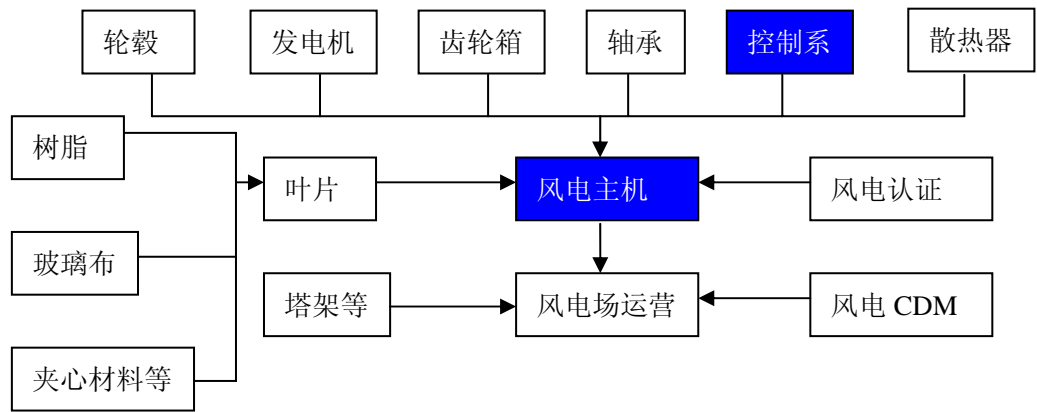 轮毂
发电机
齿轮箱
轴承
控制系
散热器
树脂
叶片
风电主机
风电认证
玻璃布
塔架等
风电场运营
风电 CDM
夹心材料等